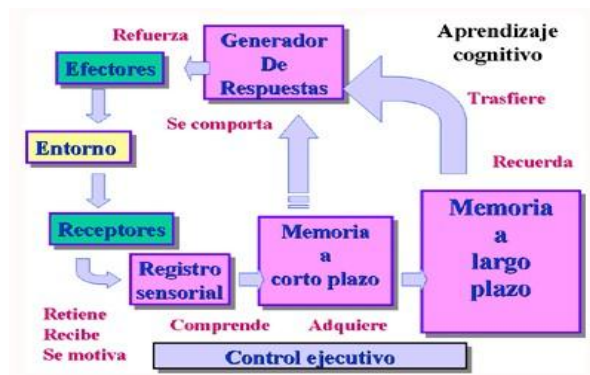 Aprendizaje
cognitivo
Refuerza
Generador
De
Respuestas
Efectores
Trasfiere
Se comporta
Entorno
Recuerda
Receptores
Memoria
a
corto plazo
Memoria
a
largo
plazo
Registro
sensorial
Retiene
Recibe
Se motiva
Comprende
Adquiere
Control ejecutivo